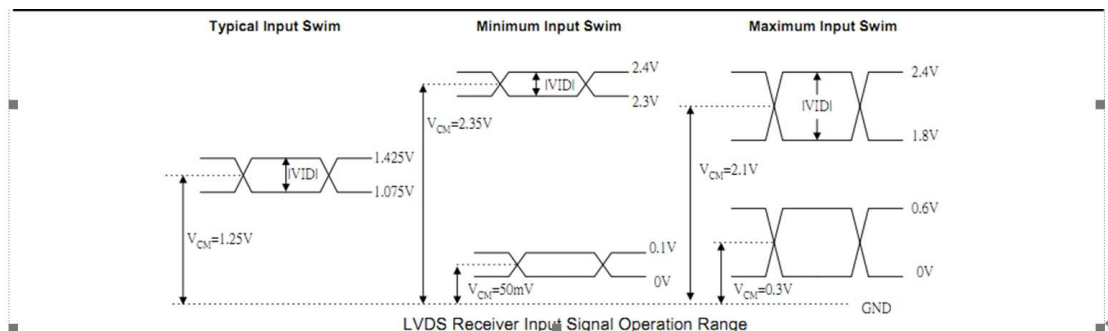 Typical Input Swim
Minimum Input Swim
Maximum Input Swim
2.4V
|VID|
2.3V
V_CM=2.35V
2.4V
|VID|
1.8V
V_CM=2.1V
1.425V
|VID|
1.075V
V_CM=1.25V
0.1V
0V
V_CM=50mV
0.6V
0V
V_CM=0.3V
GND
LVDS Receiver Input Signal Operation Range